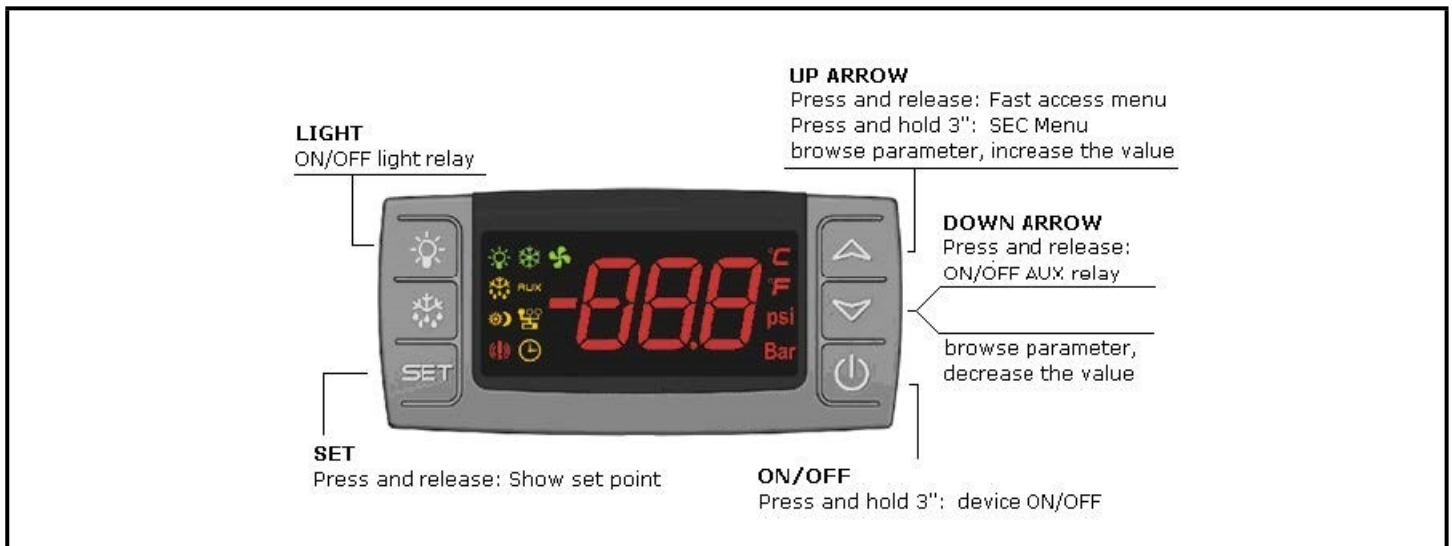 UP ARROW
Press and release: Fast access menu
Press and hold 3": SEC Menu
browse parameter, increase the value
LIGHT
ON/OFF light relay
DOWN ARROW
Press and release:
ON/OFF AUX relay
browse parameter,
decrease the value
°C
AUX
-88.8
°F
psi
Bar
SET
SET
Press and release: Show set point
ON/OFF
Press and hold 3": device ON/OFF